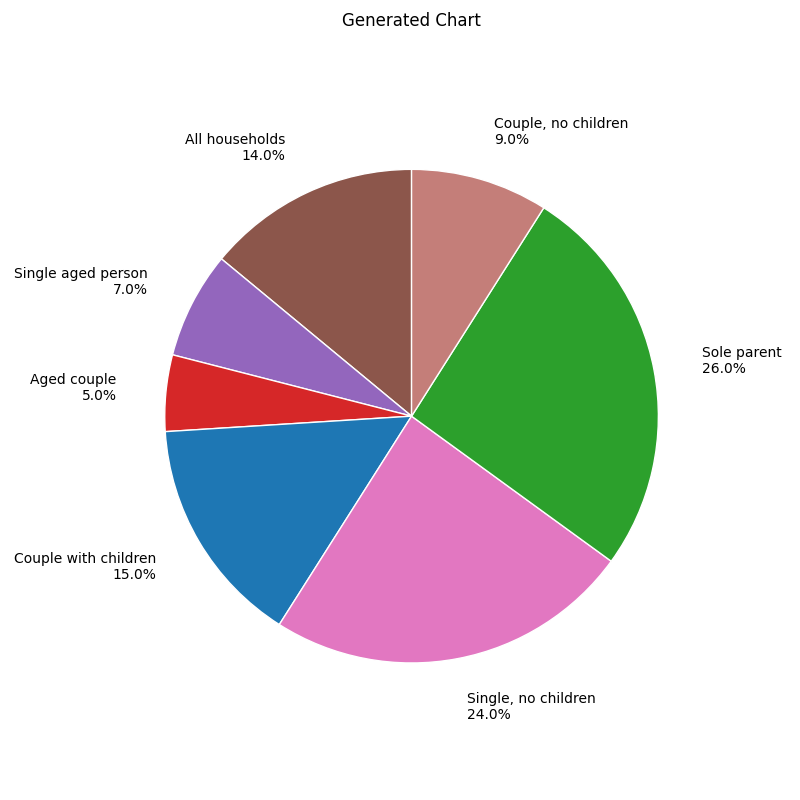 Generated Chart
Couple, no children
9.0%
All households
14.0%
Single aged person
7.0%
Sole parent
26.0%
Aged couple
5.0%
Couple with children
15.0%
Single, no children
24.0%